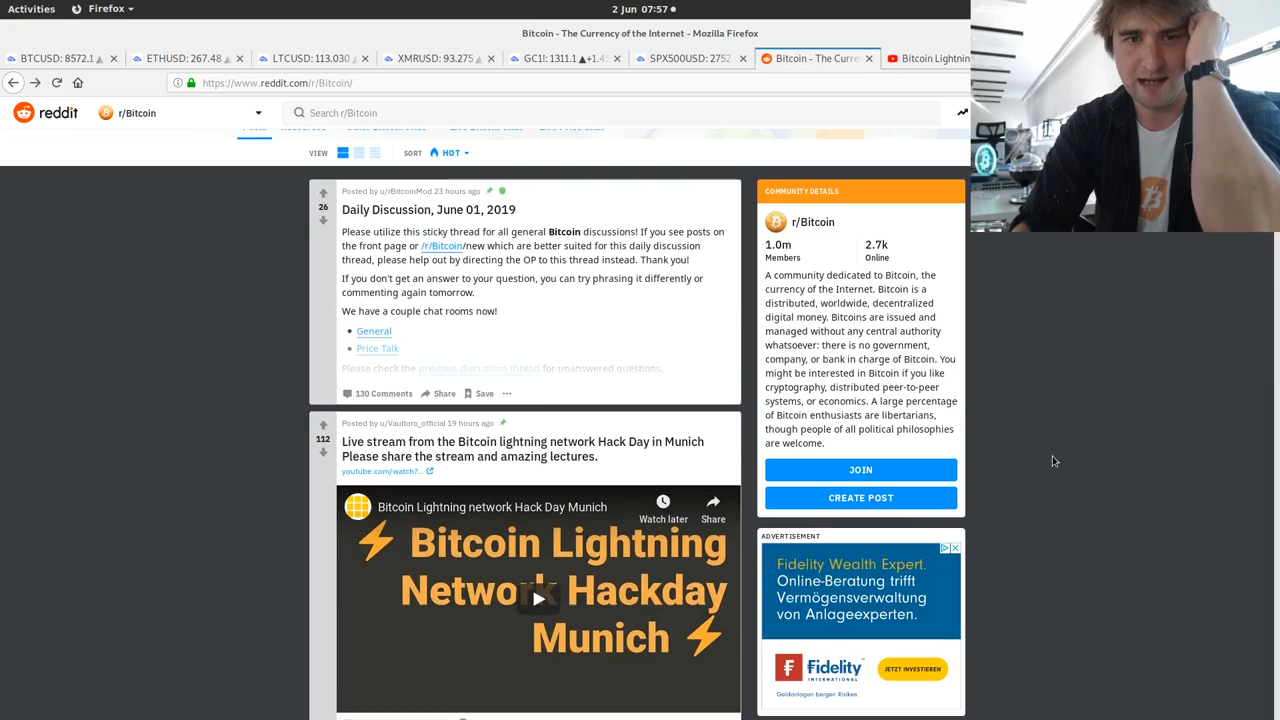 Activities
Firefox
2 Jun 07:57
Bitcoin - The Currency of the Internet - Mozilla Firefox
BTCUSD: 8572.1
ETHUSD: 267.48
LTCUSD: 113.030
XMRUSD: 93.275
GC1!: 1311.1 ▲+1.4
SPX500USD: 2752.
Bitcoin - The Curre
Bitcoin Lightnin
https://www.reddit.com/r/Bitcoin/
reddit
r/Bitcoin
Search r/Bitcoin
VIEW
SORT
HOT
Posted by u/rBitcoinMod 23 hours ago
26
Daily Discussion, June 01, 2019
Please utilize this sticky thread for all general Bitcoin discussions! If you see posts on
the front page or /r/Bitcoin/new which are better suited for this daily discussion
thread, please help out by directing the OP to this thread instead. Thank you!
If you don't get an answer to your question, you can try phrasing it differently or
commenting again tomorrow.
We have a couple chat rooms now!
• General
• Price Talk
Please check the previous discussion thread for unanswered questions.
130 Comments
Share
Save
Posted by u/Vaultoro_official 19 hours ago
112
Live stream from the Bitcoin lightning network Hack Day in Munich
Please share the stream and amazing lectures.
youtube.com/watch?...
Bitcoin Lightning network Hack Day Munich
Watch later
Share
Bitcoin Lightning
Network Hackday
Munich
COMMUNITY DETAILS
r/Bitcoin
1.0m
Members
2.7k
Online
A community dedicated to Bitcoin, the
currency of the Internet. Bitcoin is a
distributed, worldwide, decentralized
digital money. Bitcoins are issued and
managed without any central authority
whatsoever: there is no government,
company, or bank in charge of Bitcoin. You
might be interested in Bitcoin if you like
cryptography, distributed peer-to-peer
systems, or economics. A large percentage
of Bitcoin enthusiasts are libertarians,
though people of all political philosophies
are welcome.
JOIN
CREATE POST
ADVERTISEMENT
Fidelity Wealth Expert.
Online-Beratung trifft
Vermögensverwaltung
von Anlageexperten.
Fidelity
INTERNATIONAL
JETZT INVESTIEREN
Geldanlagen bergen Risiken.